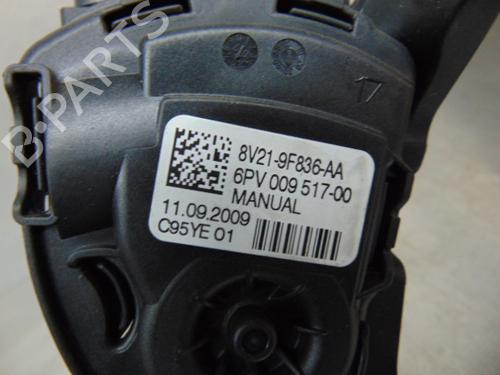 B-PARTS
17
8V21-9F836-AA
6PV 009 517-00
MANUAL
11.09.2009
C95YE 01